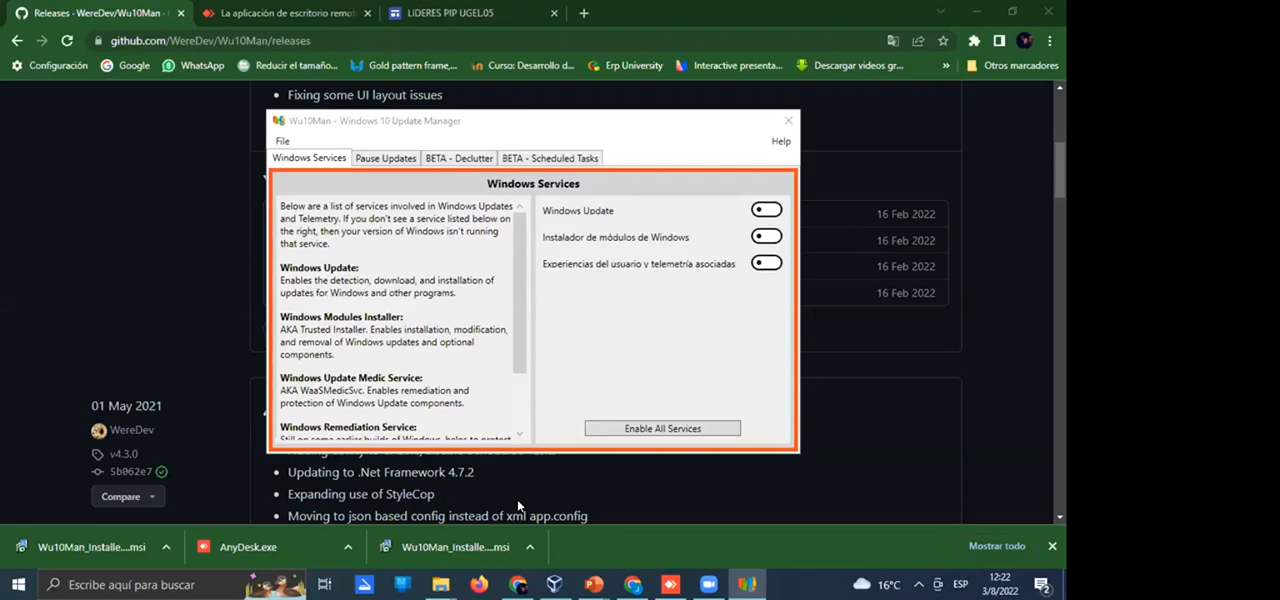 Releases · WereDev/Wu10Man ·
La aplicación de escritorio remot
LIDERES PIP UGEL.05
github.com/WereDev/Wu10Man/releases
Configuración
Google
WhatsApp
Reducir el tamaño...
Gold pattern frame,...
Curso: Desarrollo d...
Erp University
Interactive presenta...
Descargar videos gr...
»
Otros marcadores
Fixing some UI layout issues
Wu10Man - Windows 10 Update Manager
File
Help
Windows Services
Pause Updates
BETA - Declutter
BETA - Scheduled Tasks
Windows Services
Below are a list of services involved in Windows Updates
and Telemetry. If you don't see a service listed below on
the right, then your version of Windows isn't running
that service.
Windows Update:
Enables the detection, download, and installation of
updates for Windows and other programs.
Windows Modules Installer:
AKA Trusted Installer. Enables installation, modification,
and removal of Windows updates and optional
components.
Windows Update Medic Service:
AKA WaaSMedicSvc. Enables remediation and
protection of Windows Update components.
Windows Remediation Service:
Still on some earlier builds of Windows, helps to protect
Windows Update
Instalador de módulos de Windows
Experiencias del usuario y telemetría asociadas
Enable All Services
16 Feb 2022
16 Feb 2022
16 Feb 2022
16 Feb 2022
01 May 2021
WereDev
v4.3.0
5b062e7
Compare
Updating to .Net Framework 4.7.2
Expanding use of StyleCop
Moving to json based config instead of xml app.config
Wu10Man_Installe....msi
AnyDesk.exe
Wu10Man_Installe....msi
Mostrar todo
Escribe aquí para buscar
16°C
ESP
12:22
3/8/2022
2